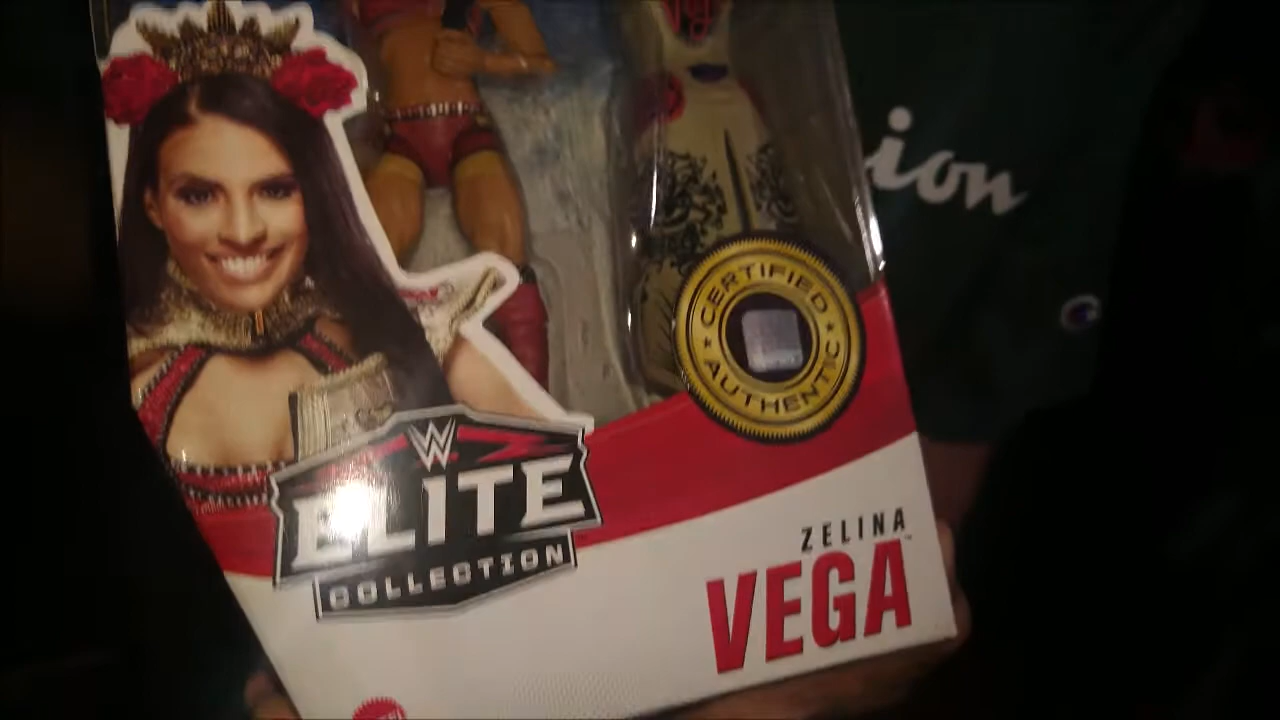 ion
CERTIFIED
AUTHENTIC
W
ELITE
COLLECTION
ZELINA
VEGA